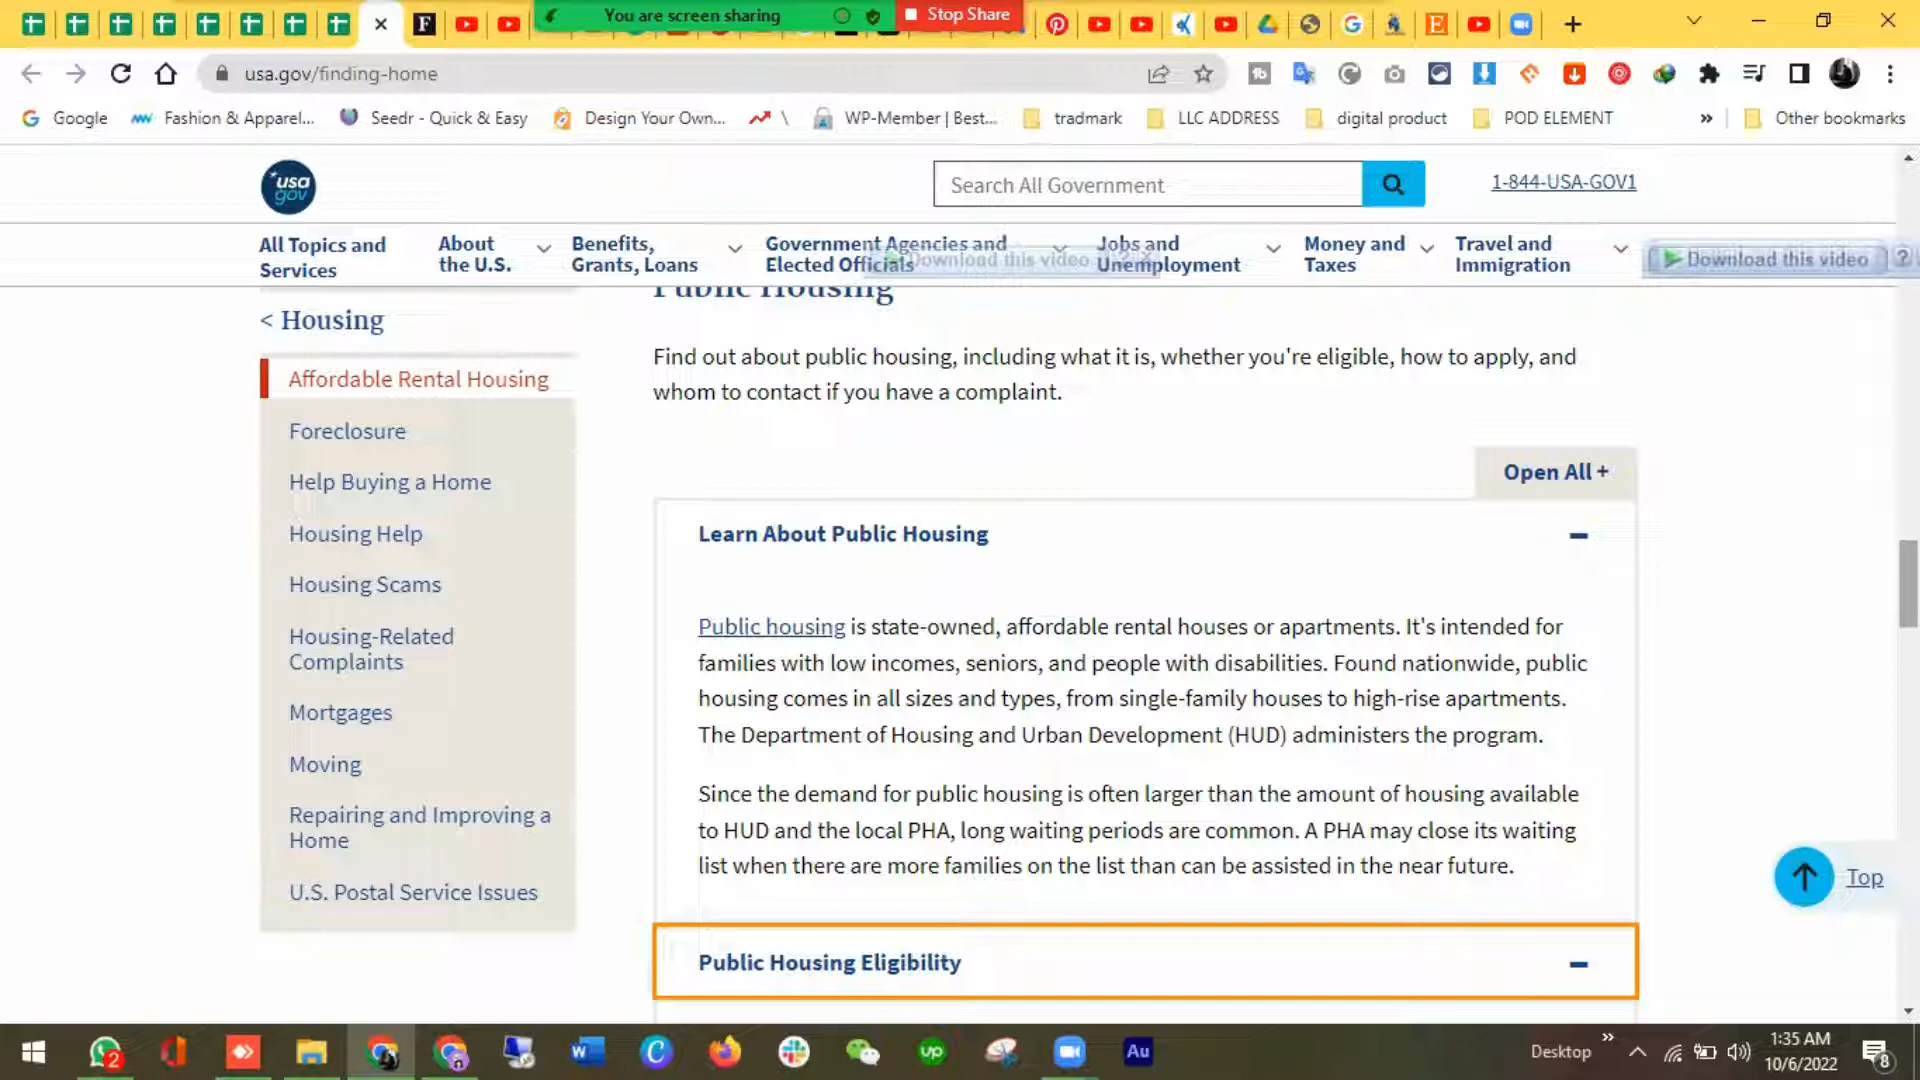 You are screen sharing
Stop Share
usa.gov/finding-home
Google
Fashion & Apparel...
Seedr - Quick & Easy
Design Your Own...
\
WP-Member | Best...
tradmark
LLC ADDRESS
digital product
POD ELEMENT
»
Other bookmarks
usa
gov
Search All Government
1-844-USA-GOV1
All Topics and
Services
About
the U.S.
Benefits,
Grants, Loans
Government Agencies and
Elected Officials
Jobs and
Unemployment
Money and
Taxes
Travel and
Immigration
Download this video
Download this video
?
Public Housing
< Housing
Affordable Rental Housing
Foreclosure
Help Buying a Home
Housing Help
Housing Scams
Housing-Related
Complaints
Mortgages
Moving
Repairing and Improving a
Home
U.S. Postal Service Issues
Find out about public housing, including what it is, whether you're eligible, how to apply, and
whom to contact if you have a complaint.
Open All +
Learn About Public Housing
Public housing is state-owned, affordable rental houses or apartments. It's intended for
families with low incomes, seniors, and people with disabilities. Found nationwide, public
housing comes in all sizes and types, from single-family houses to high-rise apartments.
The Department of Housing and Urban Development (HUD) administers the program.
Since the demand for public housing is often larger than the amount of housing available
to HUD and the local PHA, long waiting periods are common. A PHA may close its waiting
list when there are more families on the list than can be assisted in the near future.
Top
Public Housing Eligibility
2
up
Au
Desktop
»
1:35 AM
10/6/2022
8